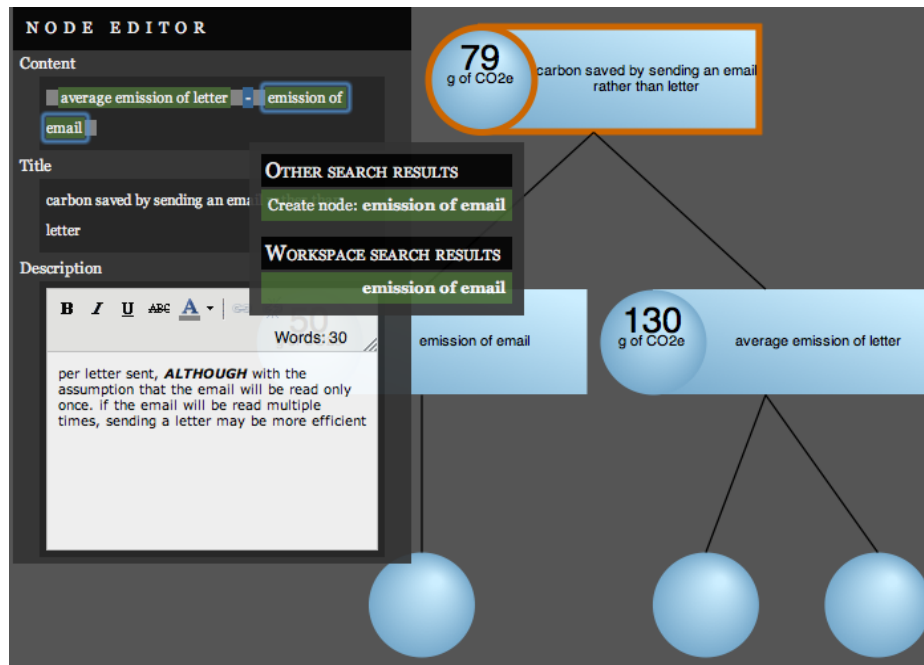 NODE EDITOR
Content
average emission of letter - emission of
email
Title
carbon saved by sending an ema
letter
Description
OTHER SEARCH RESULTS
Create node: emission of email
WORKSPACE SEARCH RESULTS
emission of email
B I U ABC A
Words: 30
per letter sent, ALTHOUGH with the
assumption that the email will be read only
once. if the email will be read multiple
times, sending a letter may be more efficient
79
g of CO2e
carbon saved by sending an email
rather than letter
50
emission of email
130
g of CO2e
average emission of letter